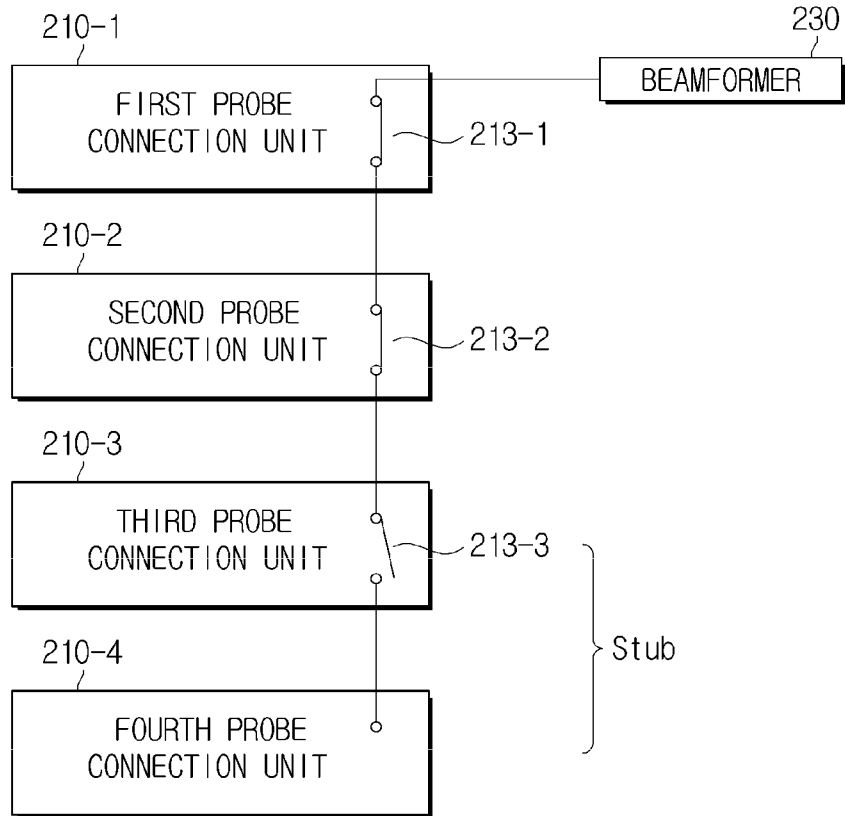 210-1
230
BEAMFORMER
FIRST PROBE
CONNECTION UNIT
213-1
210-2
SECOND PROBE
CONNECTION UNIT
213-2
210-3
THIRD PROBE
CONNECTION UNIT
213-3
Stub
210-4
FOURTH PROBE
CONNECTION UNIT